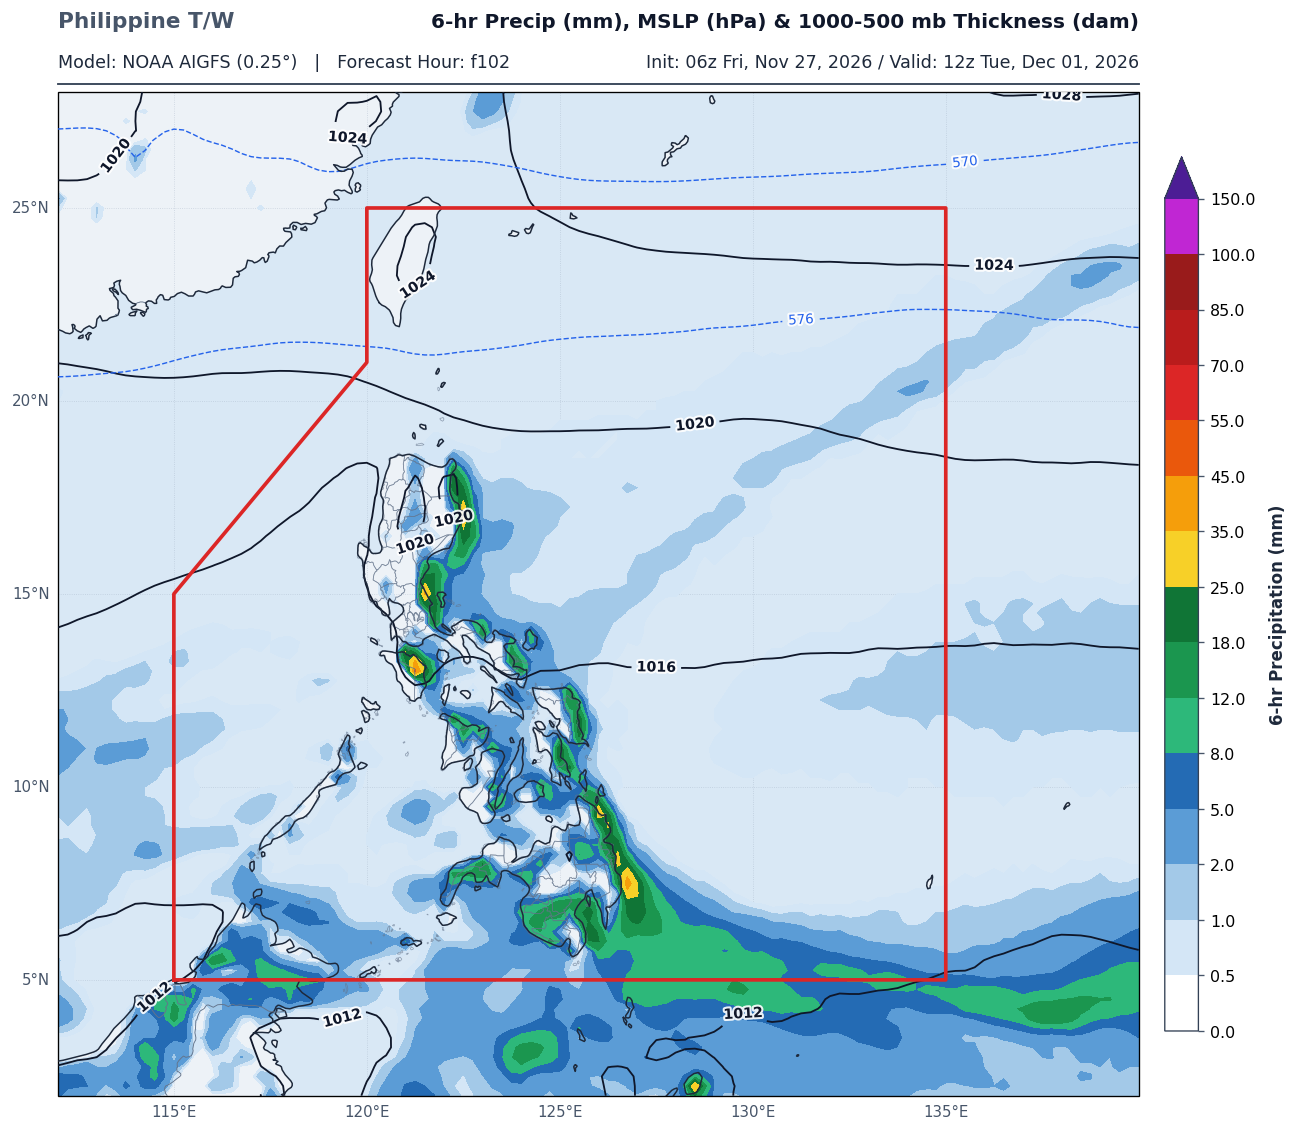 Philippine T/W
6-hr Precip (mm), MSLP (hPa) & 1000-500 mb Thickness (dam)
Model: NOAA AIGFS (0.25°)   |   Forecast Hour: f102
Init: 06z Fri, Nov 27, 2026 / Valid: 12z Tue, Dec 01, 2026
1028
1024
1020
570
25°N
1024
1024
576
20°N
1020
1020
1020
15°N
1016
10°N
5°N
1012
1012
1012
115°E
120°E
125°E
130°E
135°E
150.0
100.0
85.0
70.0
55.0
45.0
35.0
25.0
18.0
12.0
8.0
5.0
2.0
1.0
0.5
0.0
6-hr Precipitation (mm)